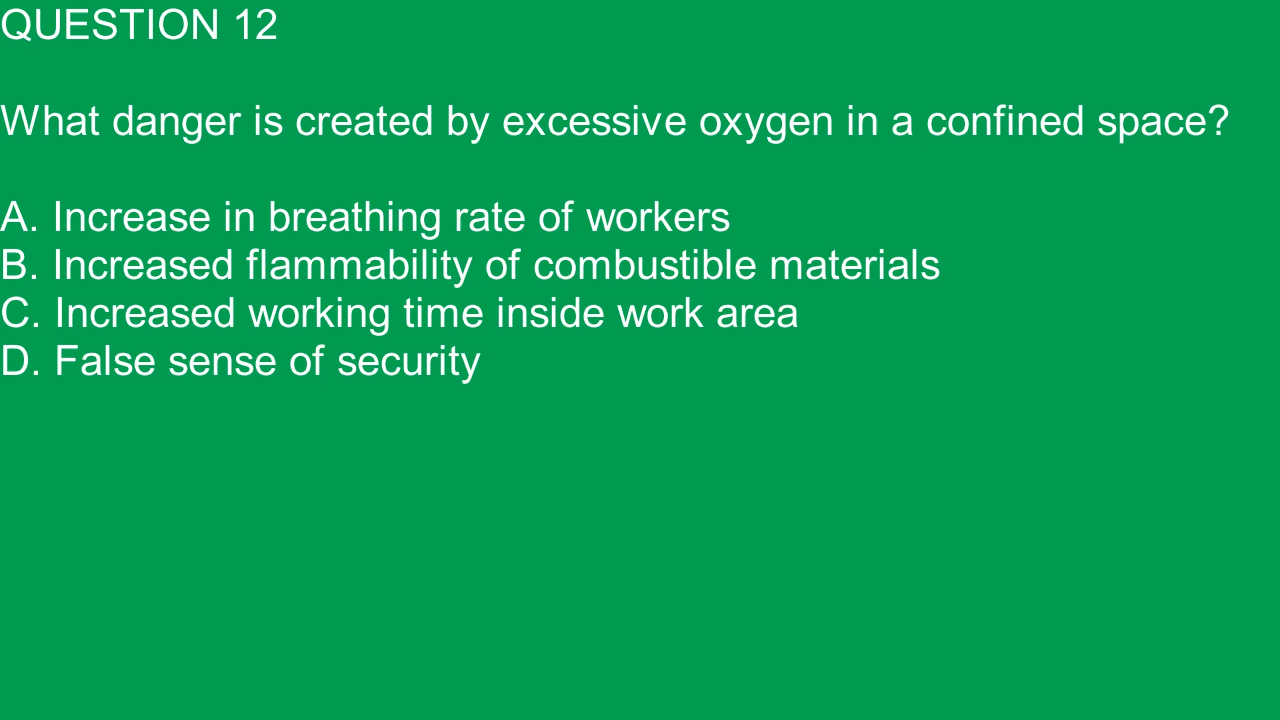 QUESTION 12
What danger is created by excessive oxygen in a confined space?
A. Increase in breathing rate of workers
B. Increased flammability of combustible materials
C. Increased working time inside work area
D. False sense of security